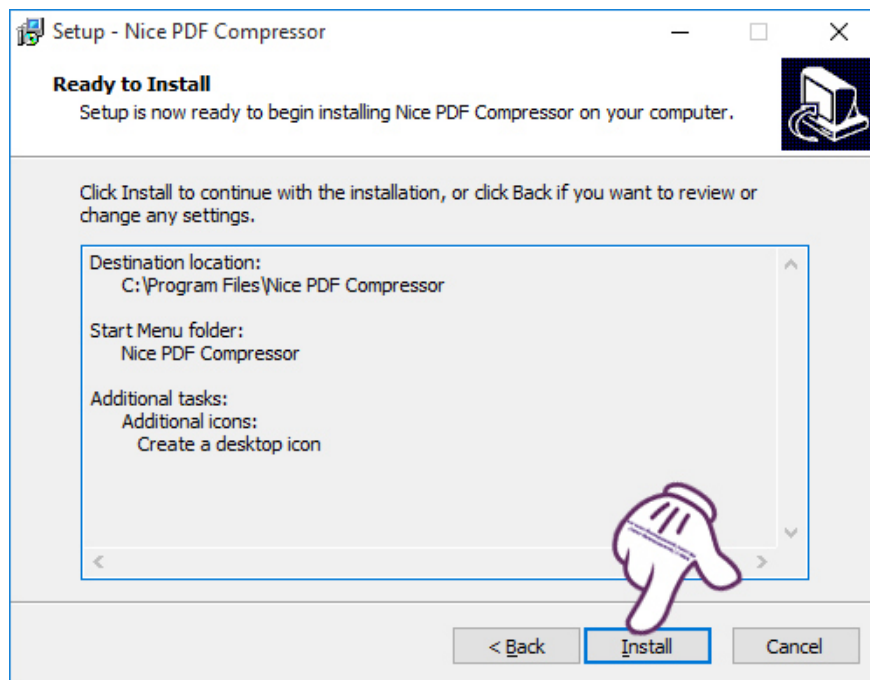 Setup - Nice PDF Compressor
Ready to Install
Setup is now ready to begin installing Nice PDF Compressor on your computer.
Click Install to continue with the installation, or click Back if you want to review or
change any settings.
Destination location:
C:\Program Files\Nice PDF Compressor
Start Menu folder:
Nice PDF Compressor
Additional tasks:
Additional icons:
Create a desktop icon
< Back
Install
Cancel